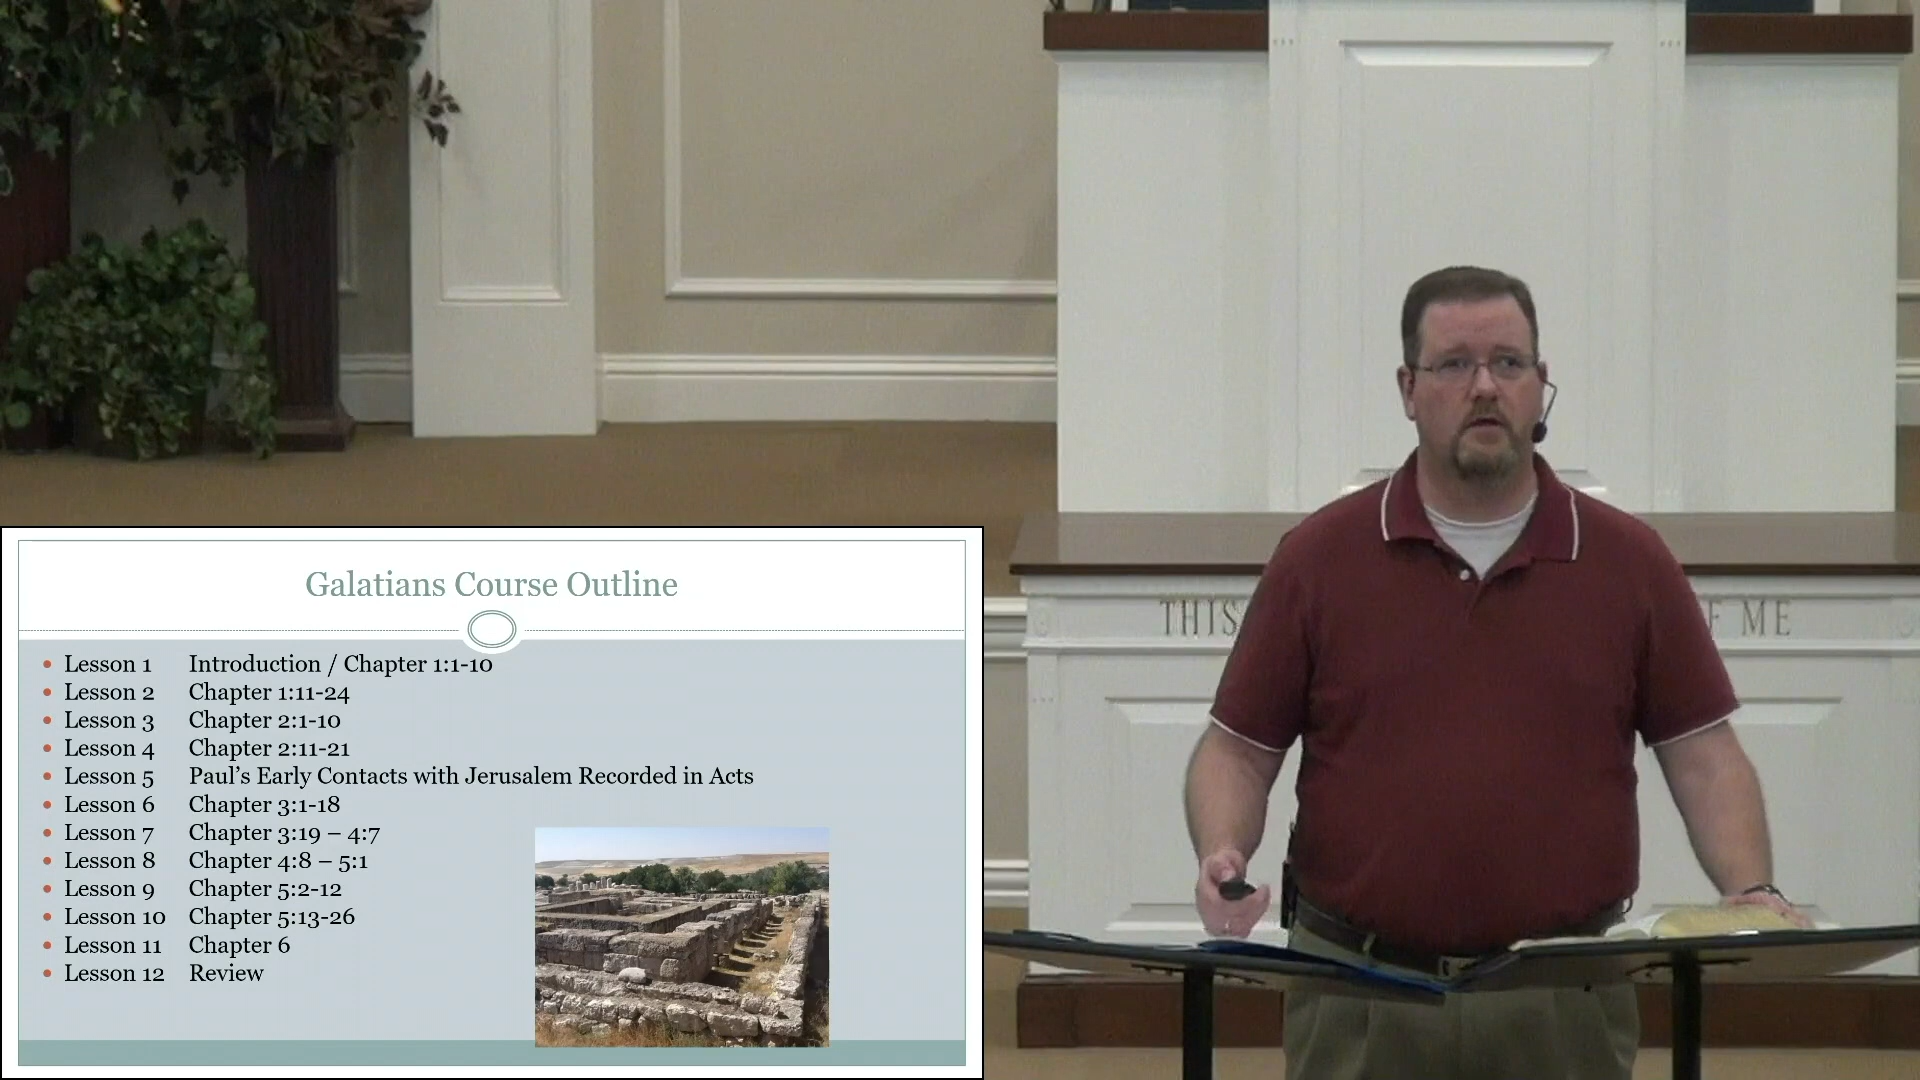 THIS F ME
Galatians Course Outline
• Lesson 1 Introduction / Chapter 1:1-10
• Lesson 2 Chapter 1:11-24
• Lesson 3 Chapter 2:1-10
• Lesson 4 Chapter 2:11-21
• Lesson 5 Paul’s Early Contacts with Jerusalem Recorded in Acts
• Lesson 6 Chapter 3:1-18
• Lesson 7 Chapter 3:19 – 4:7
• Lesson 8 Chapter 4:8 – 5:1
• Lesson 9 Chapter 5:2-12
• Lesson 10 Chapter 5:13-26
• Lesson 11 Chapter 6
• Lesson 12 Review